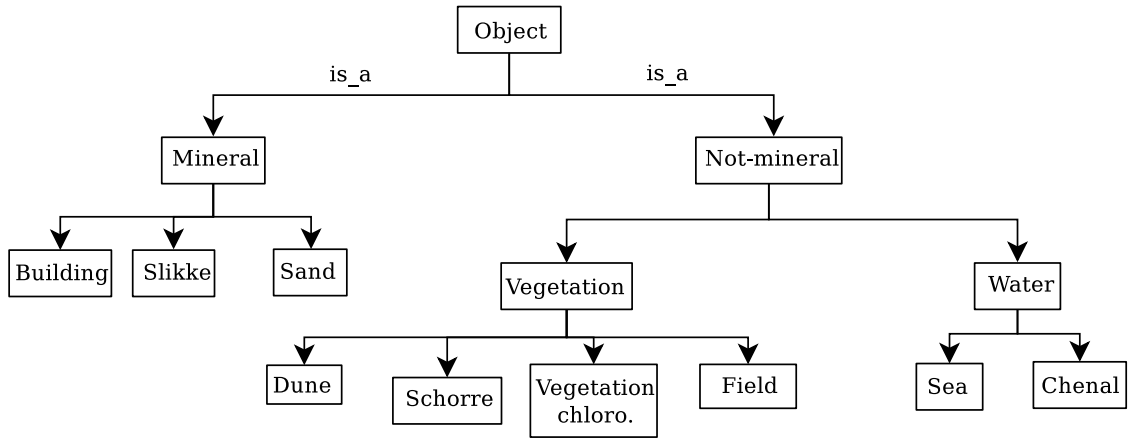 Object
is_a
is_a
Mineral
Not-mineral
Building
Slikke
Sand
Vegetation
Water
Dune
Schorre
Vegetation
chloro.
Field
Sea
Chenal